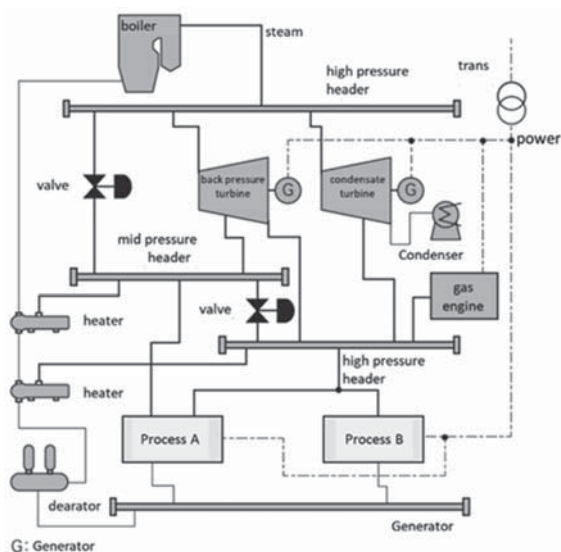 boiler
steam
high pressure
header
trans
power
valve
back pressure
turbine
G
condensate
turbine
G
Condenser
mid pressure
header
gas
engine
valve
heater
high pressure
header
heater
Process A
Process B
dearator
Generator
G: Generator